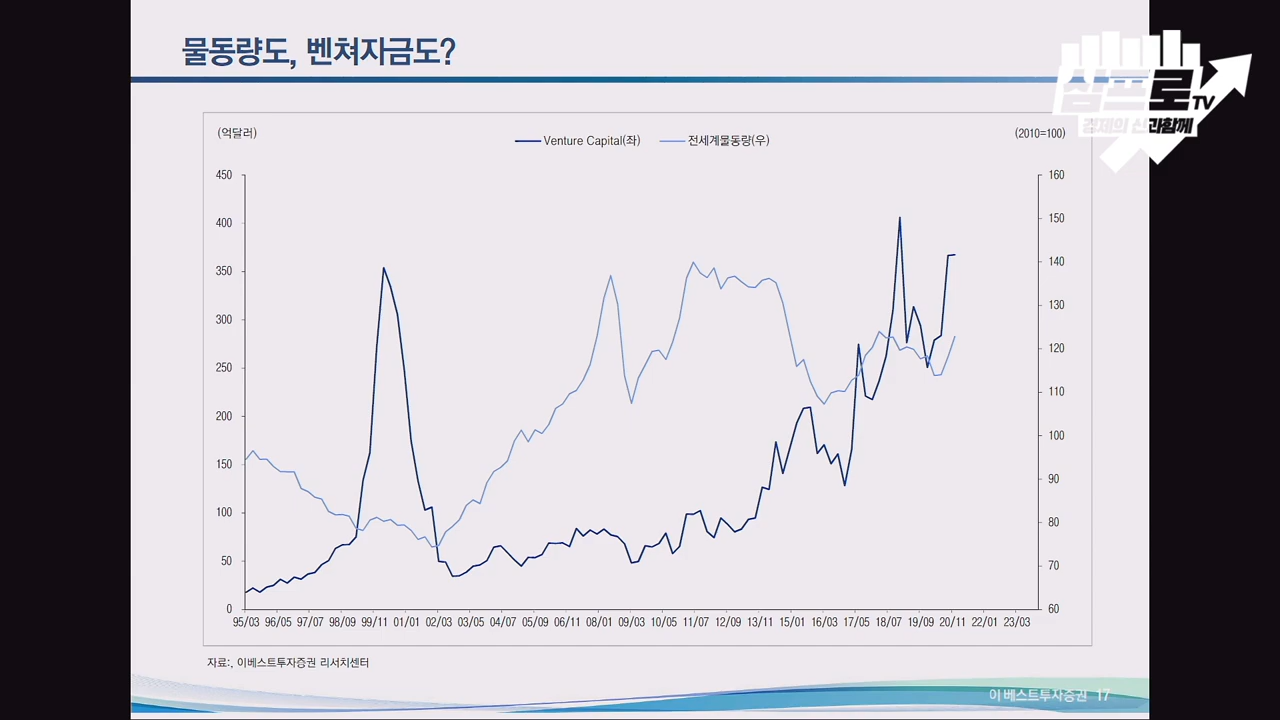 물동량도, 벤쳐자금도?
삼프로TV
경제의 신과함께
(억달러)
Venture Capital(좌) 전세계물동량(우)
(2010=100)
450 160
400 150
350 140
300 130
250 120
200 110
150 100
100 90
50 80
0 70
60
95/03 96/05 97/07 98/09 99/11 01/01 02/03 03/05 04/07 05/09 06/11 08/01 09/03 10/05 11/07 12/09 13/11 15/01 16/03 17/05 18/07 19/09 20/11 22/01 23/03
자료:, 이베스트투자증권 리서치센터
이베스트투자증권 17